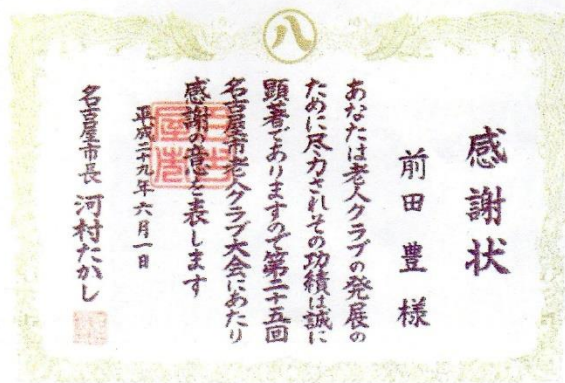 八
感謝状
前田豊様
あなたは老人クラブの発展の
ために尽力されその功績は誠に
顕著でありますので第二十五回
名古屋市老人クラブ大会にあたり
感謝の意を表します
平成二十九年六月一日
名古屋市長 河村たかし